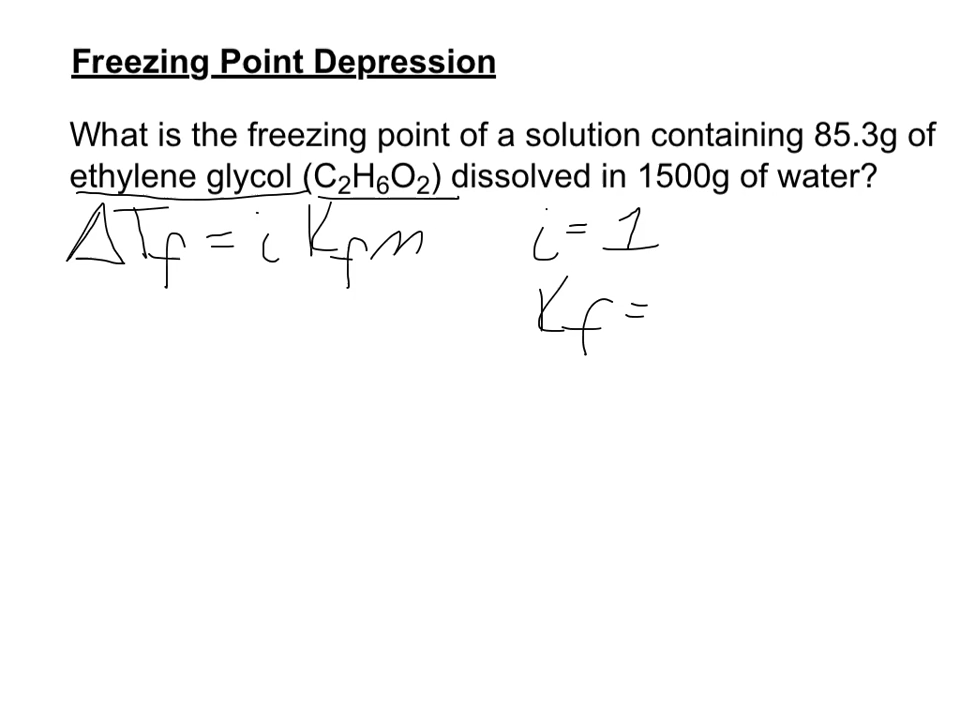 Freezing Point Depression
What is the freezing point of a solution containing 85.3g of
ethylene glycol (C₂H₆O₂) dissolved in 1500g of water?
ΔTf = i Kf m i = 1
Kf =